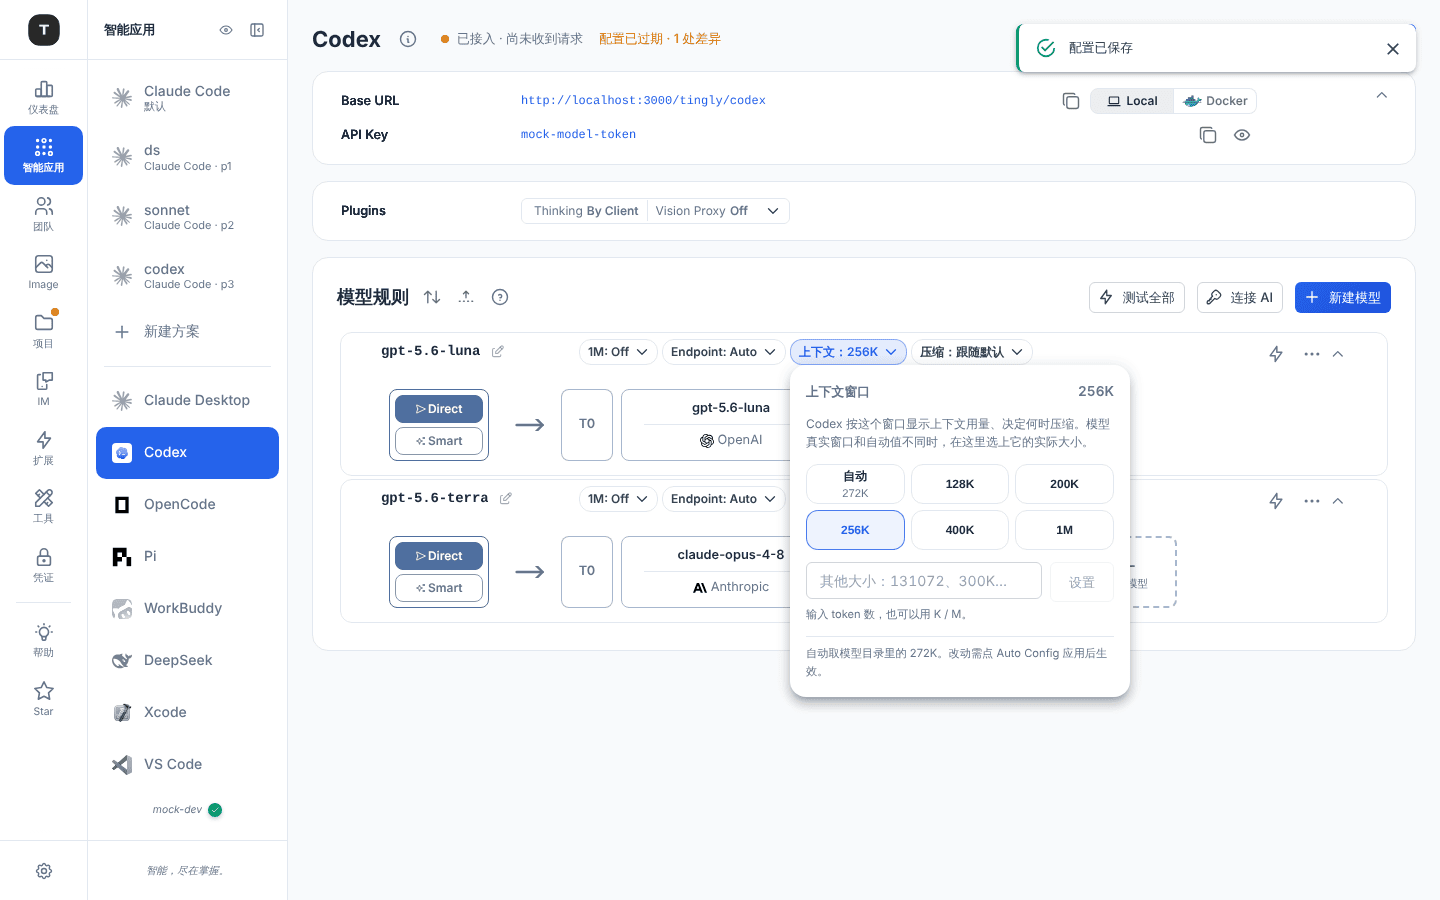 T
智能应用
仪表盘
智能应用
团队
Image
项目
IM
扩展
工具
凭证
帮助
Star
Claude Code
默认
ds
Claude Code · p1
sonnet
Claude Code · p2
codex
Claude Code · p3
新建方案
Claude Desktop
Codex
OpenCode
Pi
WorkBuddy
DeepSeek
Xcode
VS Code
mock-dev
智能，尽在掌握。
Codex
已接入 · 尚未收到请求
配置已过期 · 1 处差异
配置已保存
Base URL
http://localhost:3000/tingly/codex
Local
Docker
API Key
mock-model-token
Plugins
Thinking By Client
Vision Proxy Off
模型规则
测试全部
连接 AI
新建模型
gpt-5.6-luna
1M: Off
Endpoint: Auto
上下文：256K
压缩：跟随默认
Direct
Smart
T0
gpt-5.6-luna
OpenAI
gpt-5.6-terra
1M: Off
Endpoint: Auto
Direct
Smart
T0
claude-opus-4-8
Anthropic
模型
上下文窗口
256K
Codex 按这个窗口显示上下文用量、决定何时压缩。模型
真实窗口和自动值不同时，在这里选上它的实际大小。
自动
272K
128K
200K
256K
400K
1M
其他大小：131072、300K...
设置
输入 token 数，也可以用 K / M。
自动取模型目录里的 272K。改动需点 Auto Config 应用后生
效。